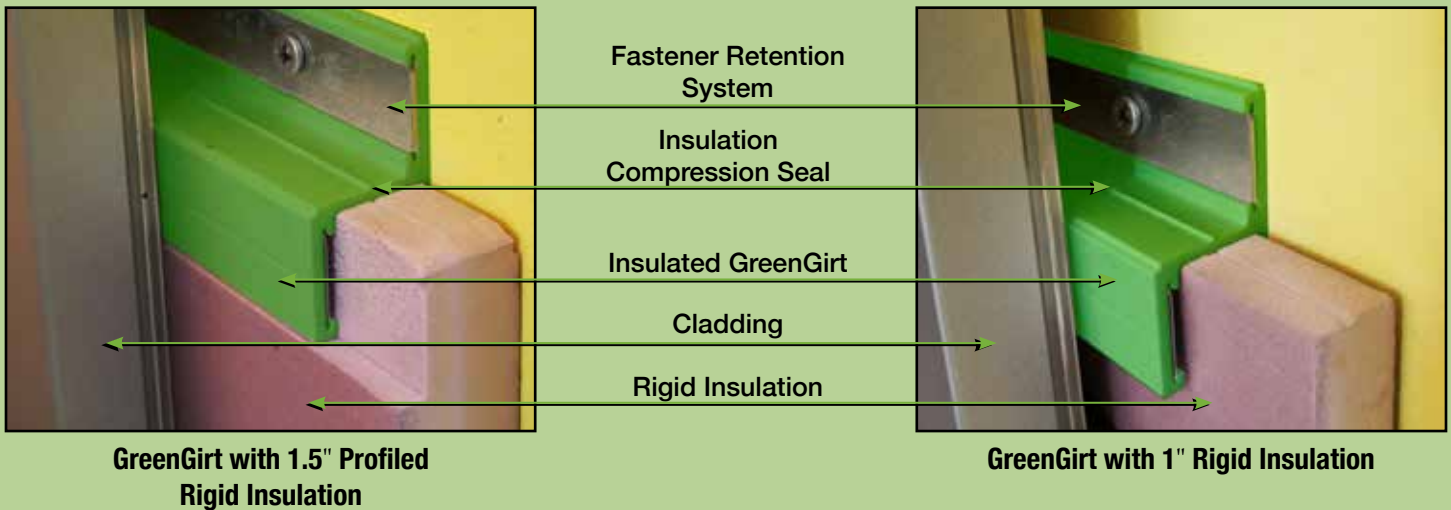 Fastener Retention
System
Insulation
Compression Seal
Insulated GreenGirt
Cladding
Rigid Insulation
GreenGirt with 1.5" Profiled
Rigid Insulation
GreenGirt with 1" Rigid Insulation